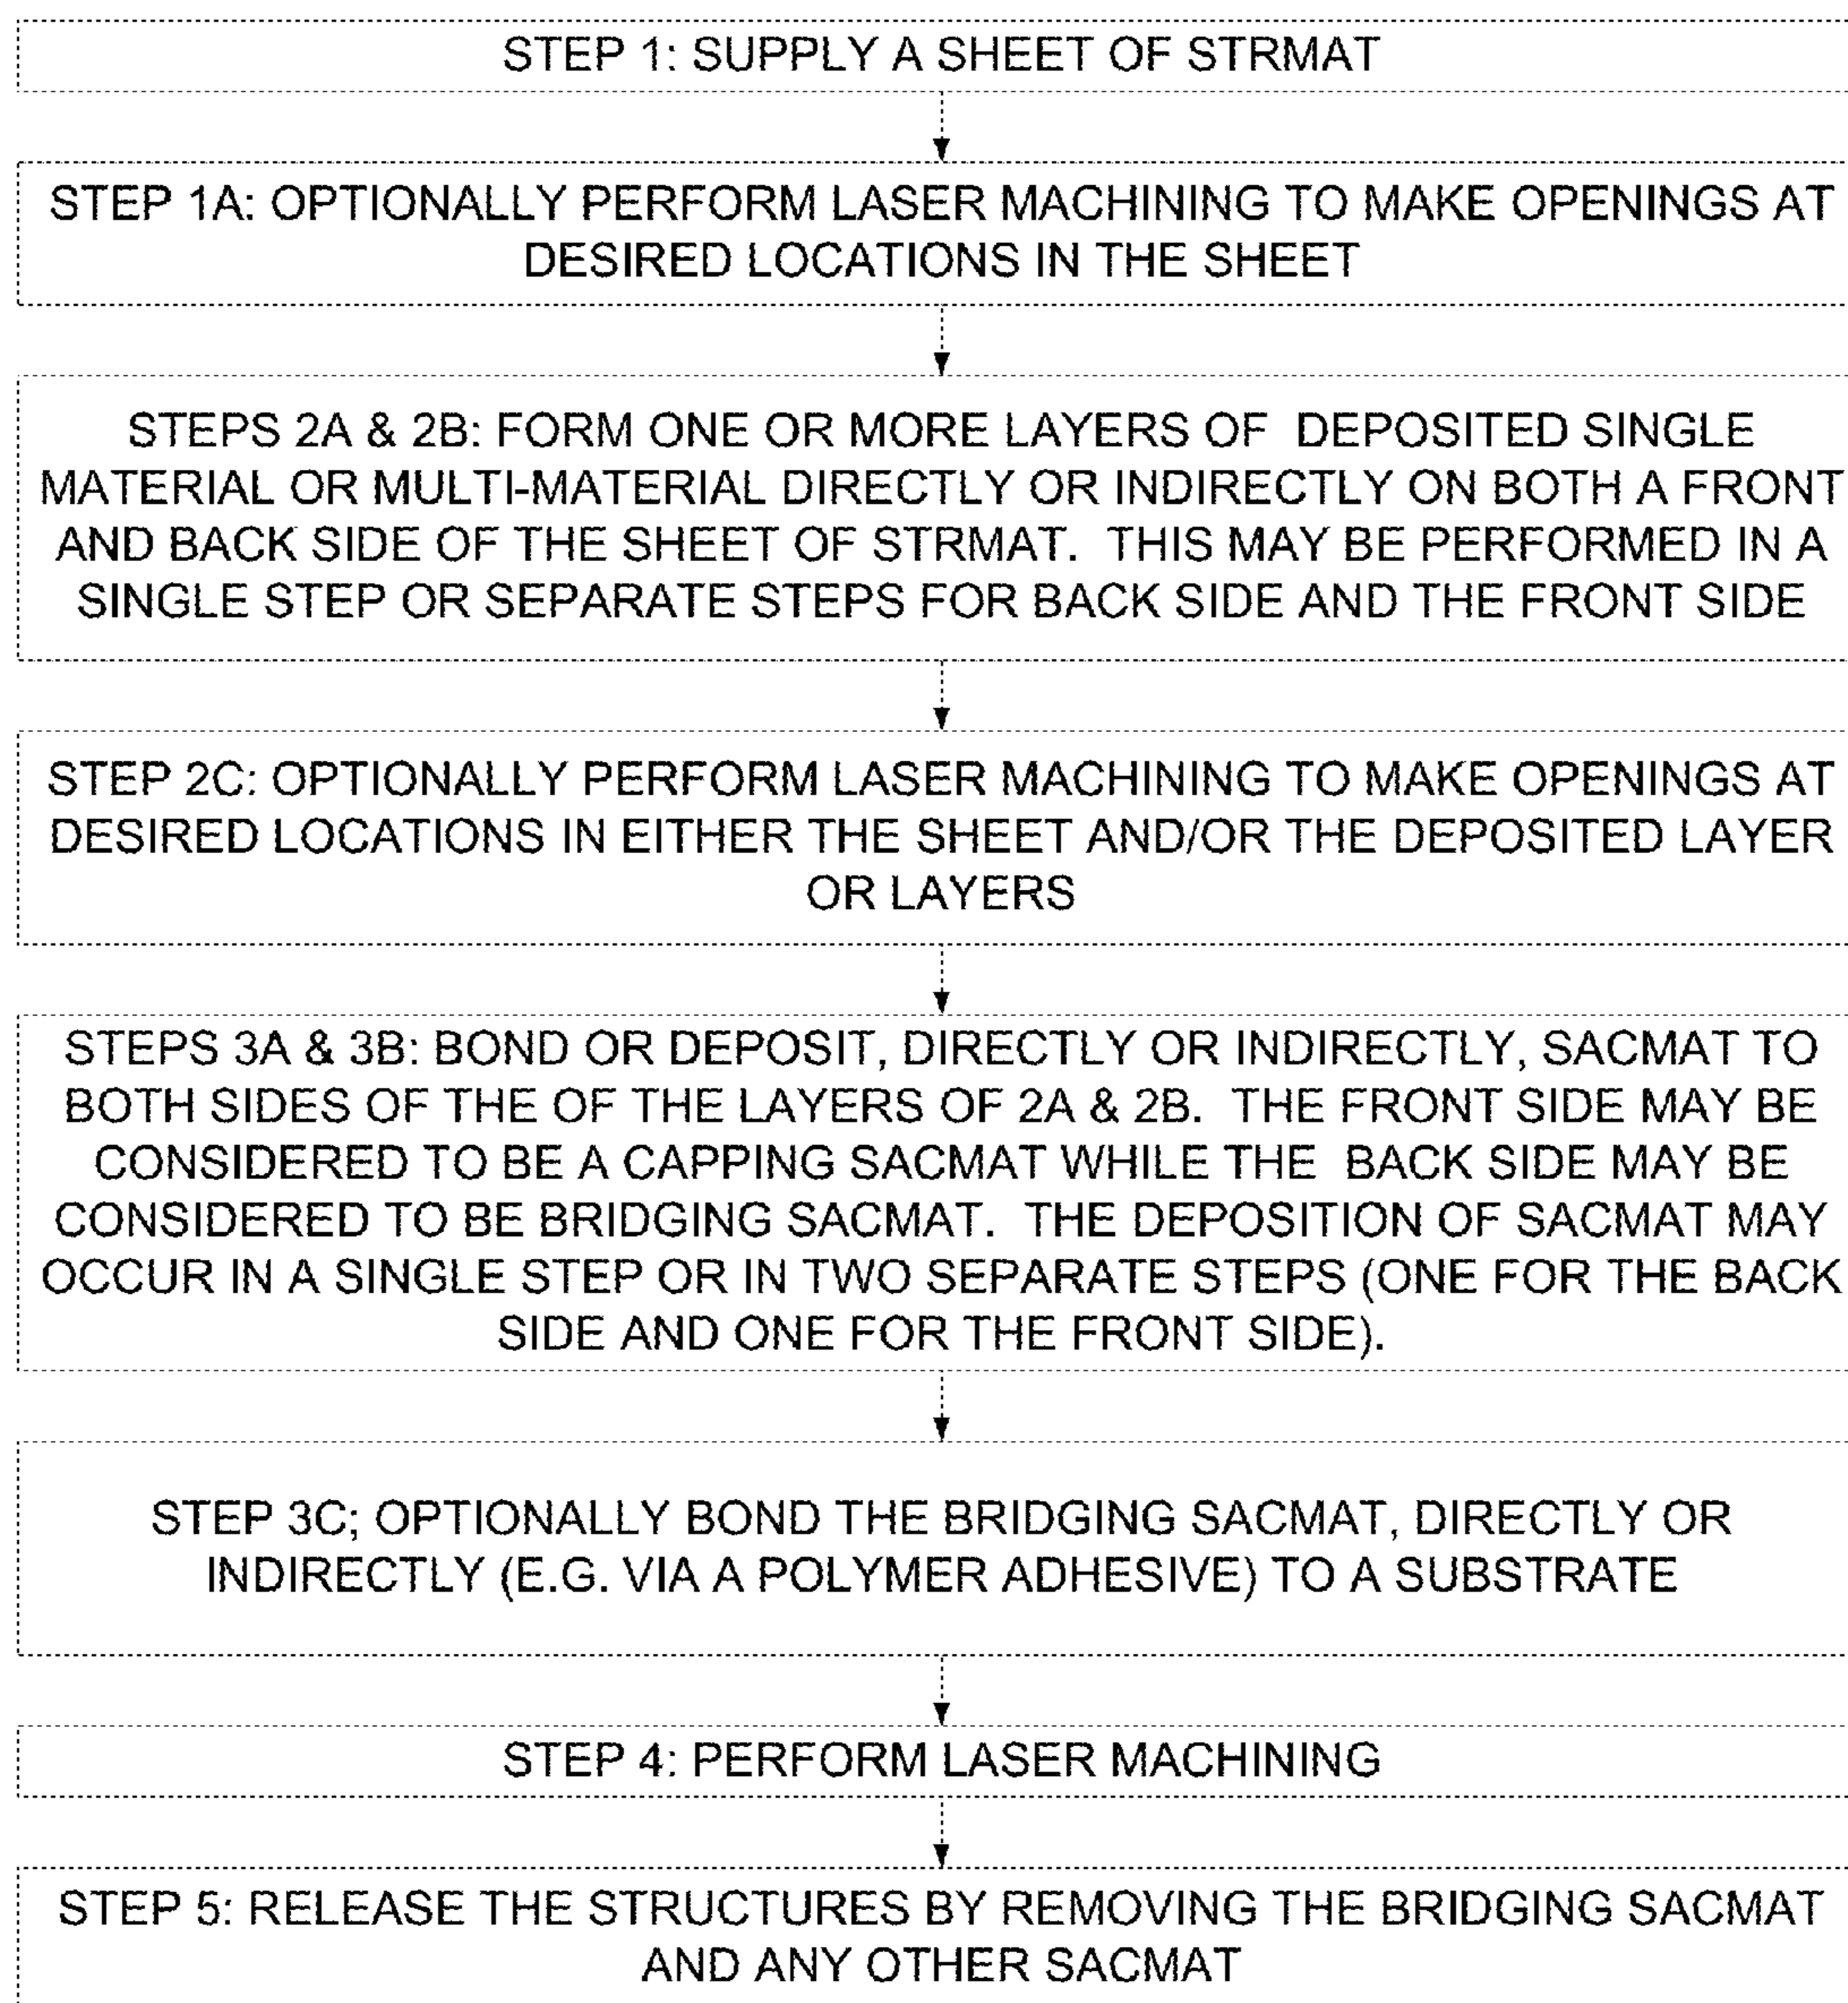 STEP 1: SUPPLY A SHEET OF STRMAT
STEP 1A: OPTIONALLY PERFORM LASER MACHINING TO MAKE OPENINGS AT
DESIRED LOCATIONS IN THE SHEET
STEPS 2A & 2B: FORM ONE OR MORE LAYERS OF DEPOSITED SINGLE
MATERIAL OR MULTI-MATERIAL DIRECTLY OR INDIRECTLY ON BOTH A FRONT
AND BACK SIDE OF THE SHEET OF STRMAT. THIS MAY BE PERFORMED IN A
SINGLE STEP OR SEPARATE STEPS FOR BACK SIDE AND THE FRONT SIDE
STEP 2C: OPTIONALLY PERFORM LASER MACHINING TO MAKE OPENINGS AT
DESIRED LOCATIONS IN EITHER THE SHEET AND/OR THE DEPOSITED LAYER
OR LAYERS
STEPS 3A & 3B: BOND OR DEPOSIT, DIRECTLY OR INDIRECTLY, SACMAT TO
BOTH SIDES OF THE OF THE LAYERS OF 2A & 2B. THE FRONT SIDE MAY BE
CONSIDERED TO BE A CAPPING SACMAT WHILE THE BACK SIDE MAY BE
CONSIDERED TO BE BRIDGING SACMAT. THE DEPOSITION OF SACMAT MAY
OCCUR IN A SINGLE STEP OR IN TWO SEPARATE STEPS (ONE FOR THE BACK
SIDE AND ONE FOR THE FRONT SIDE).
STEP 3C; OPTIONALLY BOND THE BRIDGING SACMAT, DIRECTLY OR
INDIRECTLY (E.G. VIA A POLYMER ADHESIVE) TO A SUBSTRATE
STEP 4: PERFORM LASER MACHINING
STEP 5: RELEASE THE STRUCTURES BY REMOVING THE BRIDGING SACMAT
AND ANY OTHER SACMAT